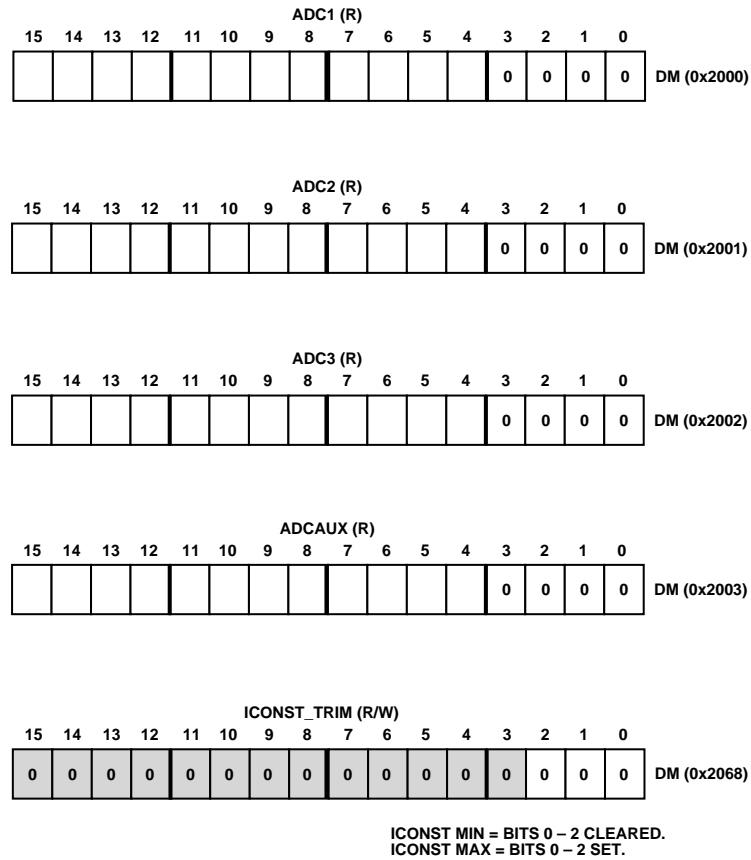 ADC1 (R)
15 14 13 12 11 10 9 8 7 6 5 4 3 2 1 0
0 0 0 0 DM (0x2000)
ADC2 (R)
15 14 13 12 11 10 9 8 7 6 5 4 3 2 1 0
0 0 0 0 DM (0x2001)
ADC3 (R)
15 14 13 12 11 10 9 8 7 6 5 4 3 2 1 0
0 0 0 0 DM (0x2002)
ADCAUX (R)
15 14 13 12 11 10 9 8 7 6 5 4 3 2 1 0
0 0 0 0 DM (0x2003)
ICONST_TRIM (R/W)
15 14 13 12 11 10 9 8 7 6 5 4 3 2 1 0
0 0 0 0 0 0 0 0 0 0 0 0 0 0 0 0 DM (0x2068)
ICONST MIN = BITS 0 – 2 CLEARED.
ICONST MAX = BITS 0 – 2 SET.